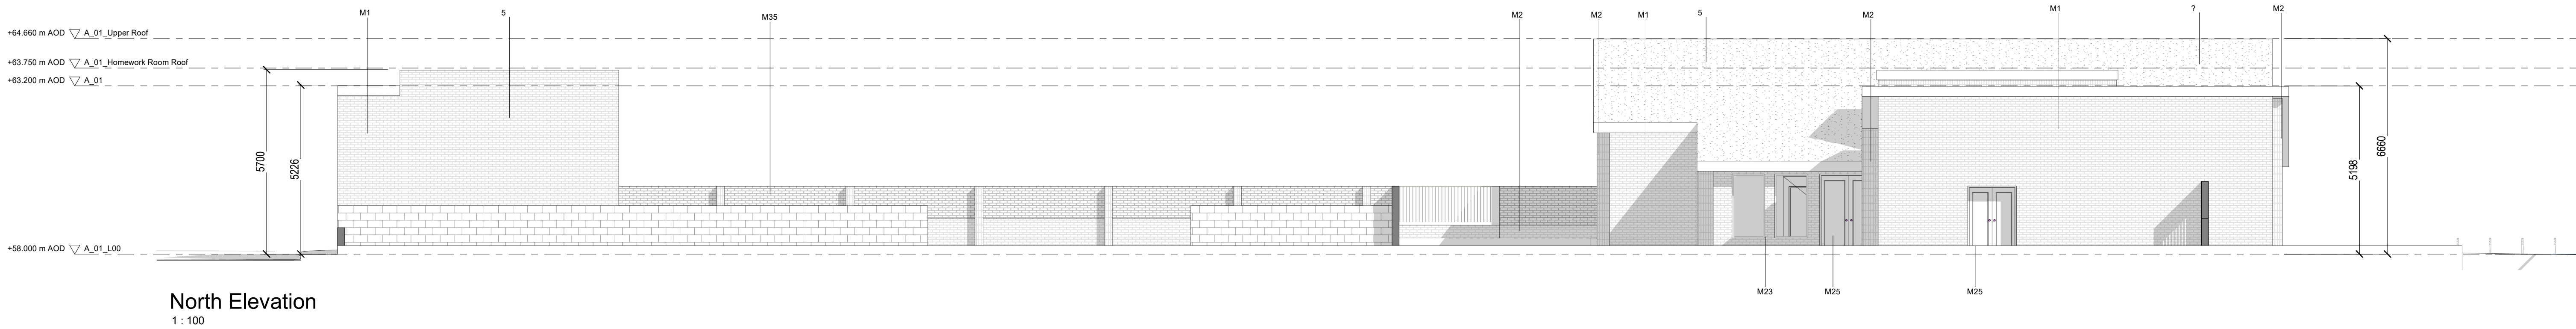 M1 5 M35 M2 M2 M1 5 M2 M1 ? M2
+64.660 m AOD A_01_Upper Roof
+63.750 m AOD A_01_Homework Room Roof
+63.200 m AOD A_01
5700 5226 5198 6660
+58.000 m AOD A_01_L00
M23 M25 M25
North Elevation
1 : 100